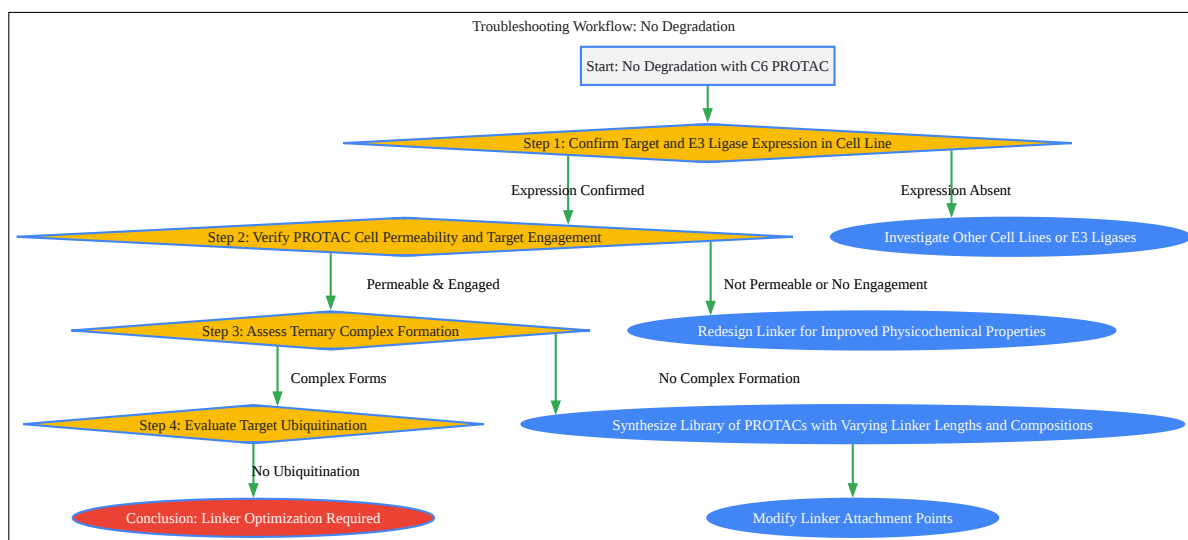 Troubleshooting Workflow: No Degradation
Start: No Degradation with C6 PROTAC
Step 1: Confirm Target and E3 Ligase Expression in Cell Line
Expression Confirmed
Expression Absent
Step 2: Verify PROTAC Cell Permeability and Target Engagement
Investigate Other Cell Lines or E3 Ligases
Permeable & Engaged
Not Permeable or No Engagement
Step 3: Assess Ternary Complex Formation
Redesign Linker for Improved Physicochemical Properties
Complex Forms
No Complex Formation
Step 4: Evaluate Target Ubiquitination
Synthesize Library of PROTACs with Varying Linker Lengths and Compositions
No Ubiquitination
Conclusion: Linker Optimization Required
Modify Linker Attachment Points